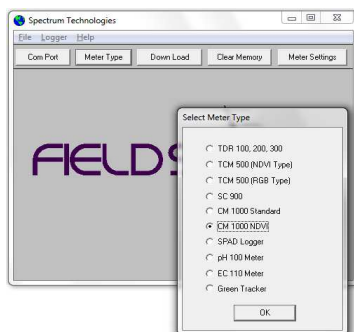 Spectrum Technologies
File Logger Help
Com Port Meter Type Down Load Clear Memory Meter Settings
Select Meter Type
TDR 100, 200, 300
TCM 500 (NDVI Type)
TCM 500 (RGB Type)
SC 900
CM 1000 Standard
CM 1000 NDVI
SPAD Logger
pH 100 Meter
EC 110 Meter
Green Tracker
OK